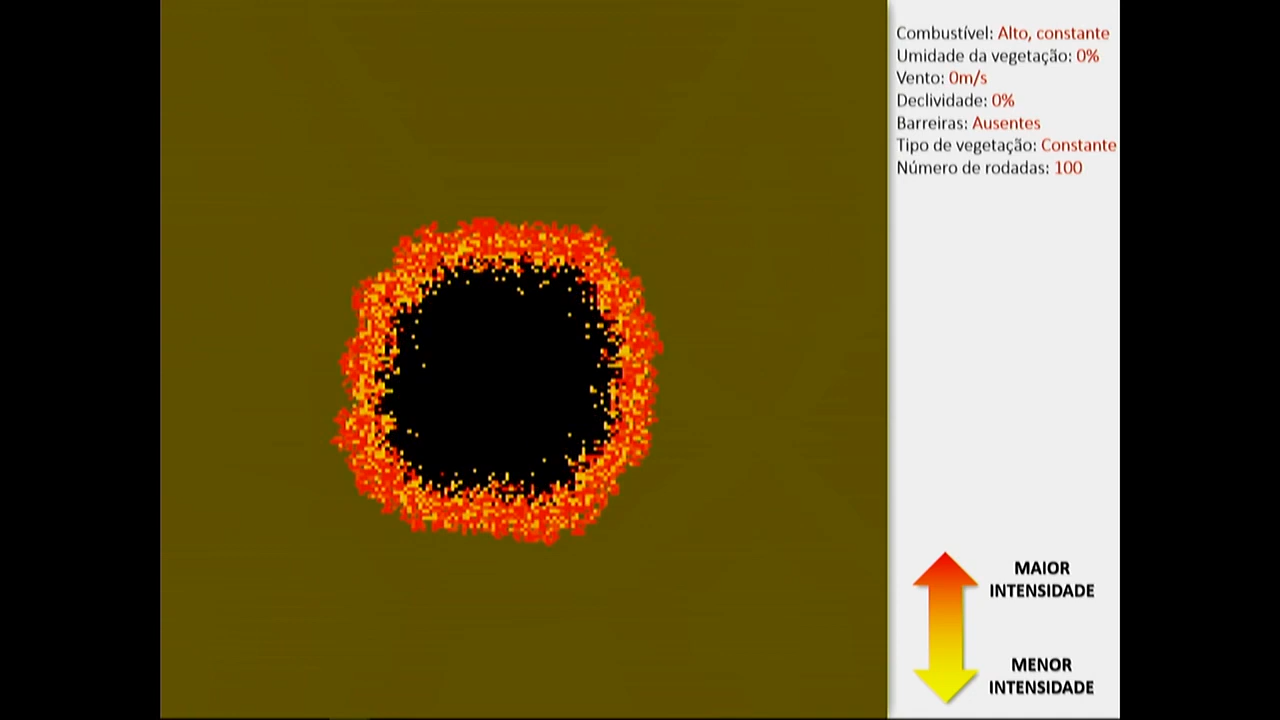 Combustível: Alto, constante
Umidade da vegetação: 0%
Vento: 0m/s
Declividade: 0%
Barreiras: Ausentes
Tipo de vegetação: Constante
Número de rodadas: 100
MAIOR
INTENSIDADE
MENOR
INTENSIDADE